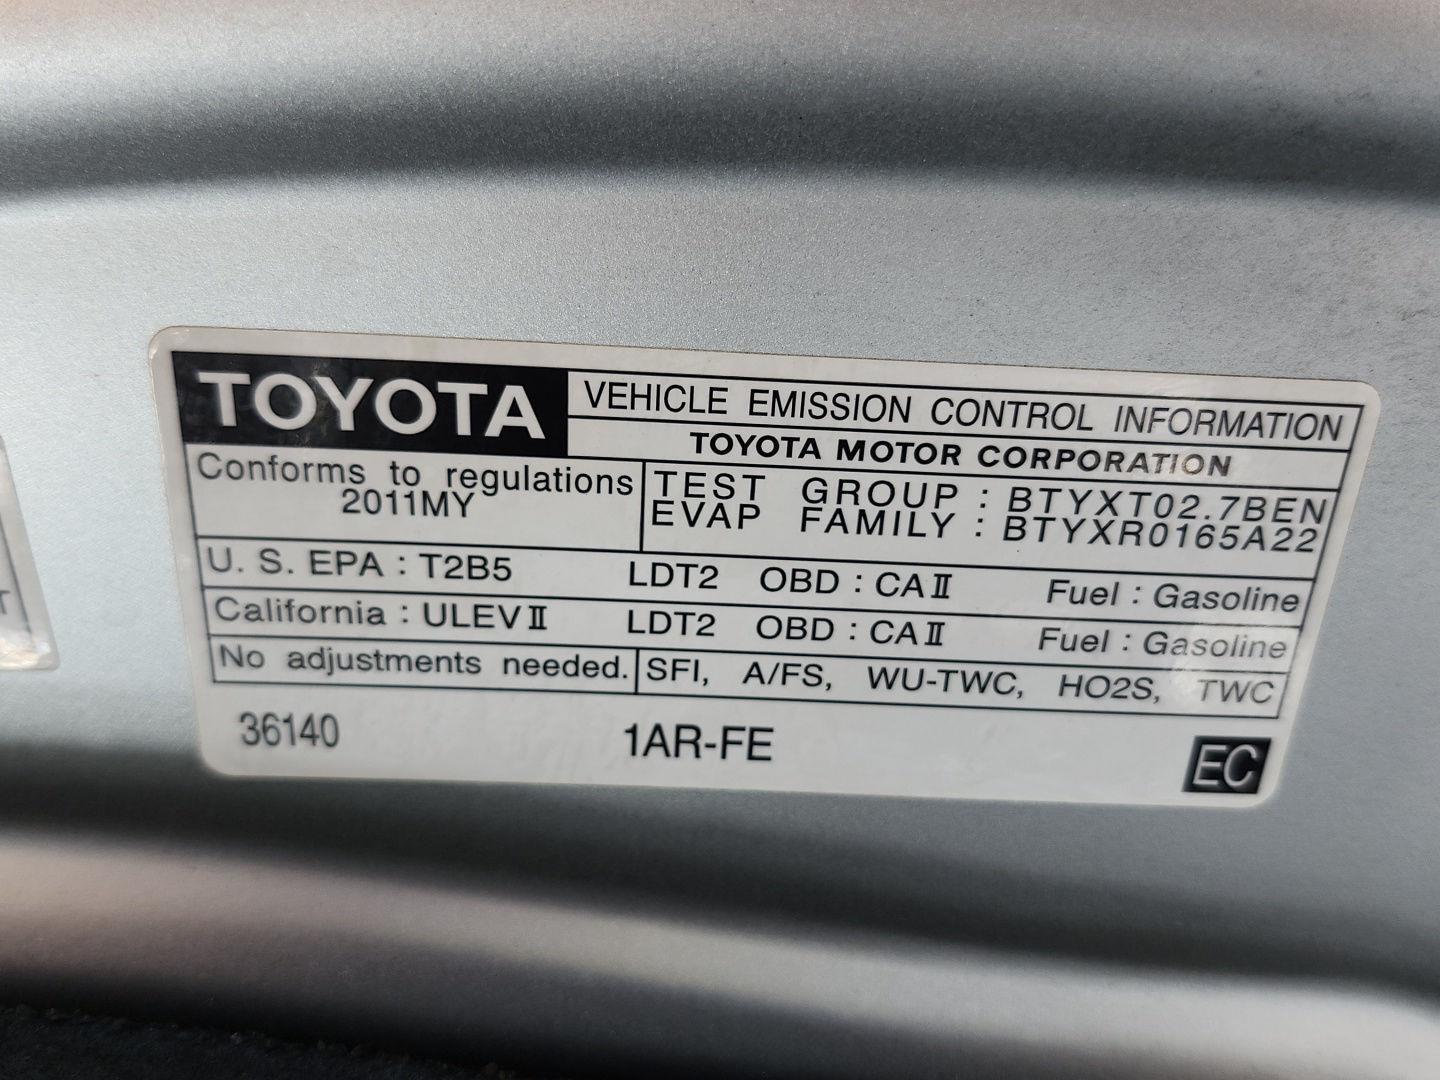 TOYOTA
VEHICLE EMISSION CONTROL INFORMATION
TOYOTA MOTOR CORPORATION
Conforms to regulations
2011MY
TEST GROUP : BTYXT02.7BEN
EVAP FAMILY : BTYXR0165A22
U. S. EPA : T2B5 LDT2 OBD : CAⅡ Fuel : Gasoline
California : ULEVⅡ LDT2 OBD : CAⅡ Fuel : Gasoline
No adjustments needed. SFI, A/FS, WU-TWC, HO2S, TWC
36140 1AR-FE EC
T